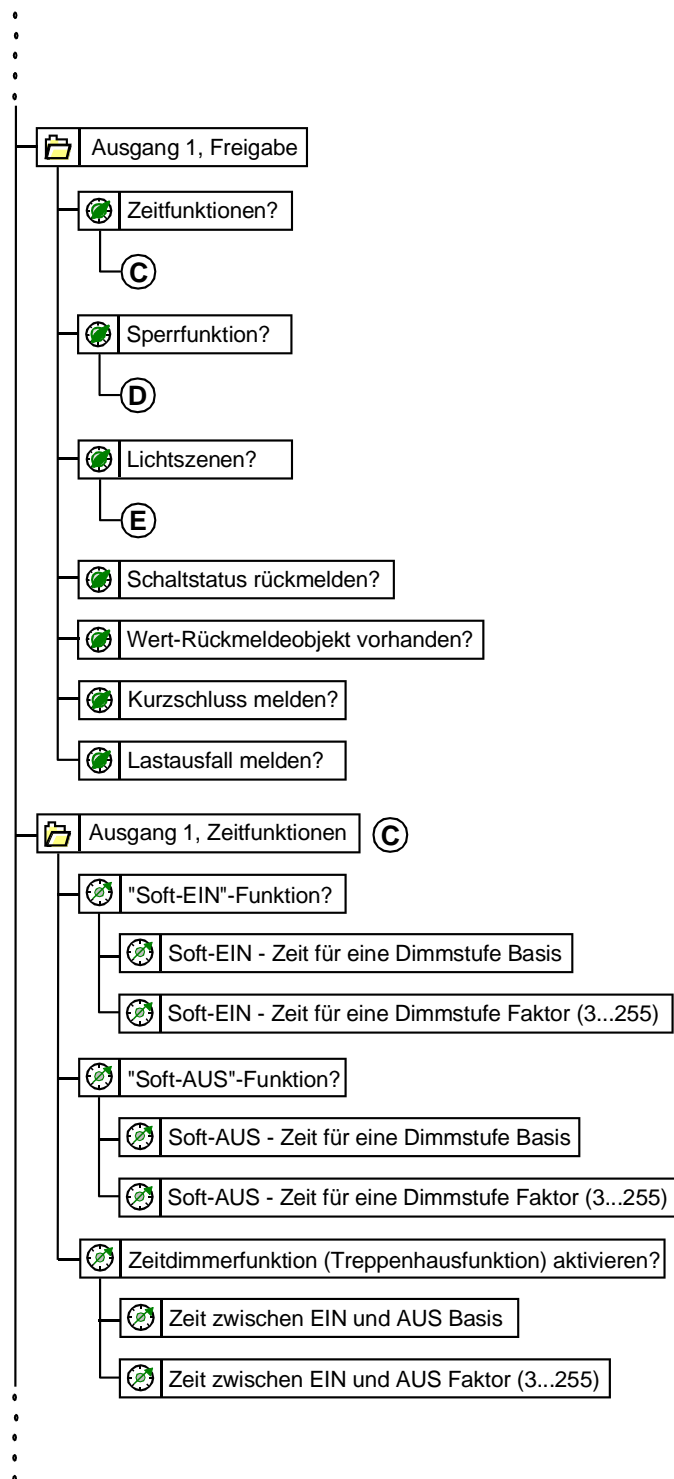 Ausgang 1, Freigabe
Zeitfunktionen?
C
Sperrfunktion?
D
Lichtszenen?
E
Schaltstatus rückmelden?
Wert-Rückmeldeobjekt vorhanden?
Kurzschluss melden?
Lastausfall melden?
Ausgang 1, Zeitfunktionen C
"Soft-EIN"-Funktion?
Soft-EIN - Zeit für eine Dimmstufe Basis
Soft-EIN - Zeit für eine Dimmstufe Faktor (3...255)
"Soft-AUS"-Funktion?
Soft-AUS - Zeit für eine Dimmstufe Basis
Soft-AUS - Zeit für eine Dimmstufe Faktor (3...255)
Zeitdimmerfunktion (Treppenhausfunktion) aktivieren?
Zeit zwischen EIN und AUS Basis
Zeit zwischen EIN und AUS Faktor (3...255)